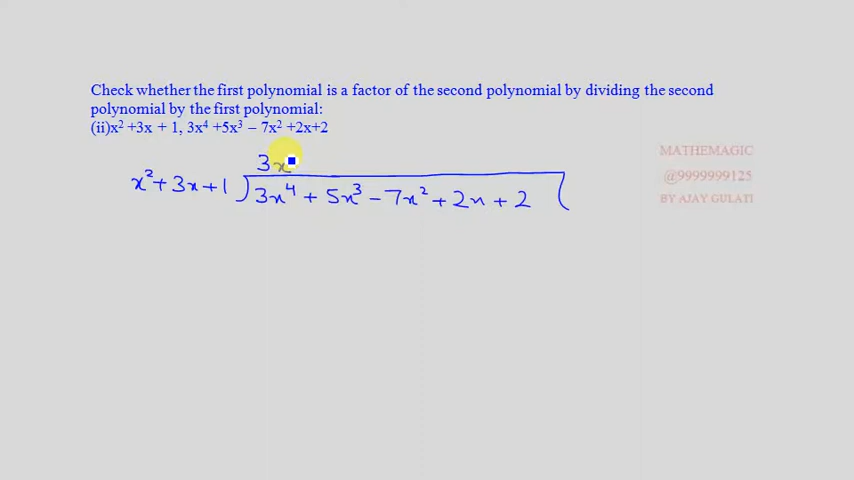 Check whether the first polynomial is a factor of the second polynomial by dividing the second
polynomial by the first polynomial:
(ii)x² +3x + 1, 3x⁴ +5x³ – 7x² +2x+2
MATHEMAGIC
@9999999125
BY AJAY GULATI
3x
x²+3x+1 ) 3x⁴ + 5x³ - 7x² + 2x + 2 (